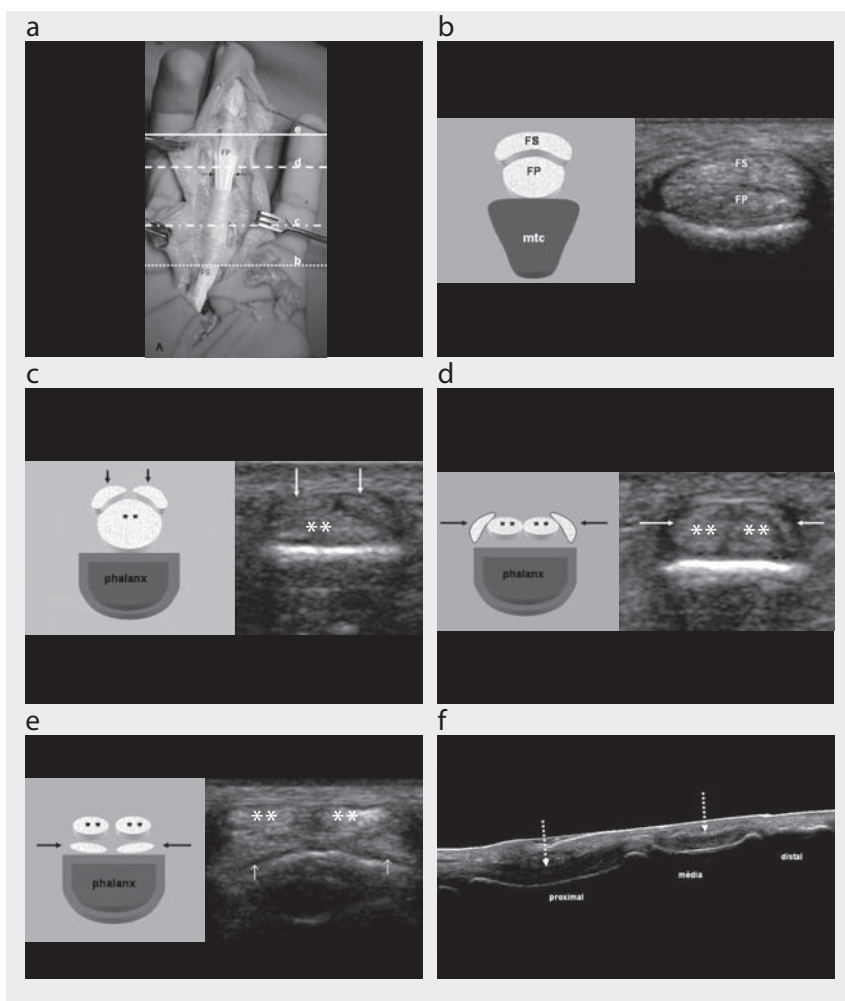 a
e
FP
d
c
b
FS
A
b
FS
FP
mtc
FS
FP
c
**
phalanx
**
d
** **
phalanx
** **
e
** **
phalanx
** **
f
proximal
média
distal